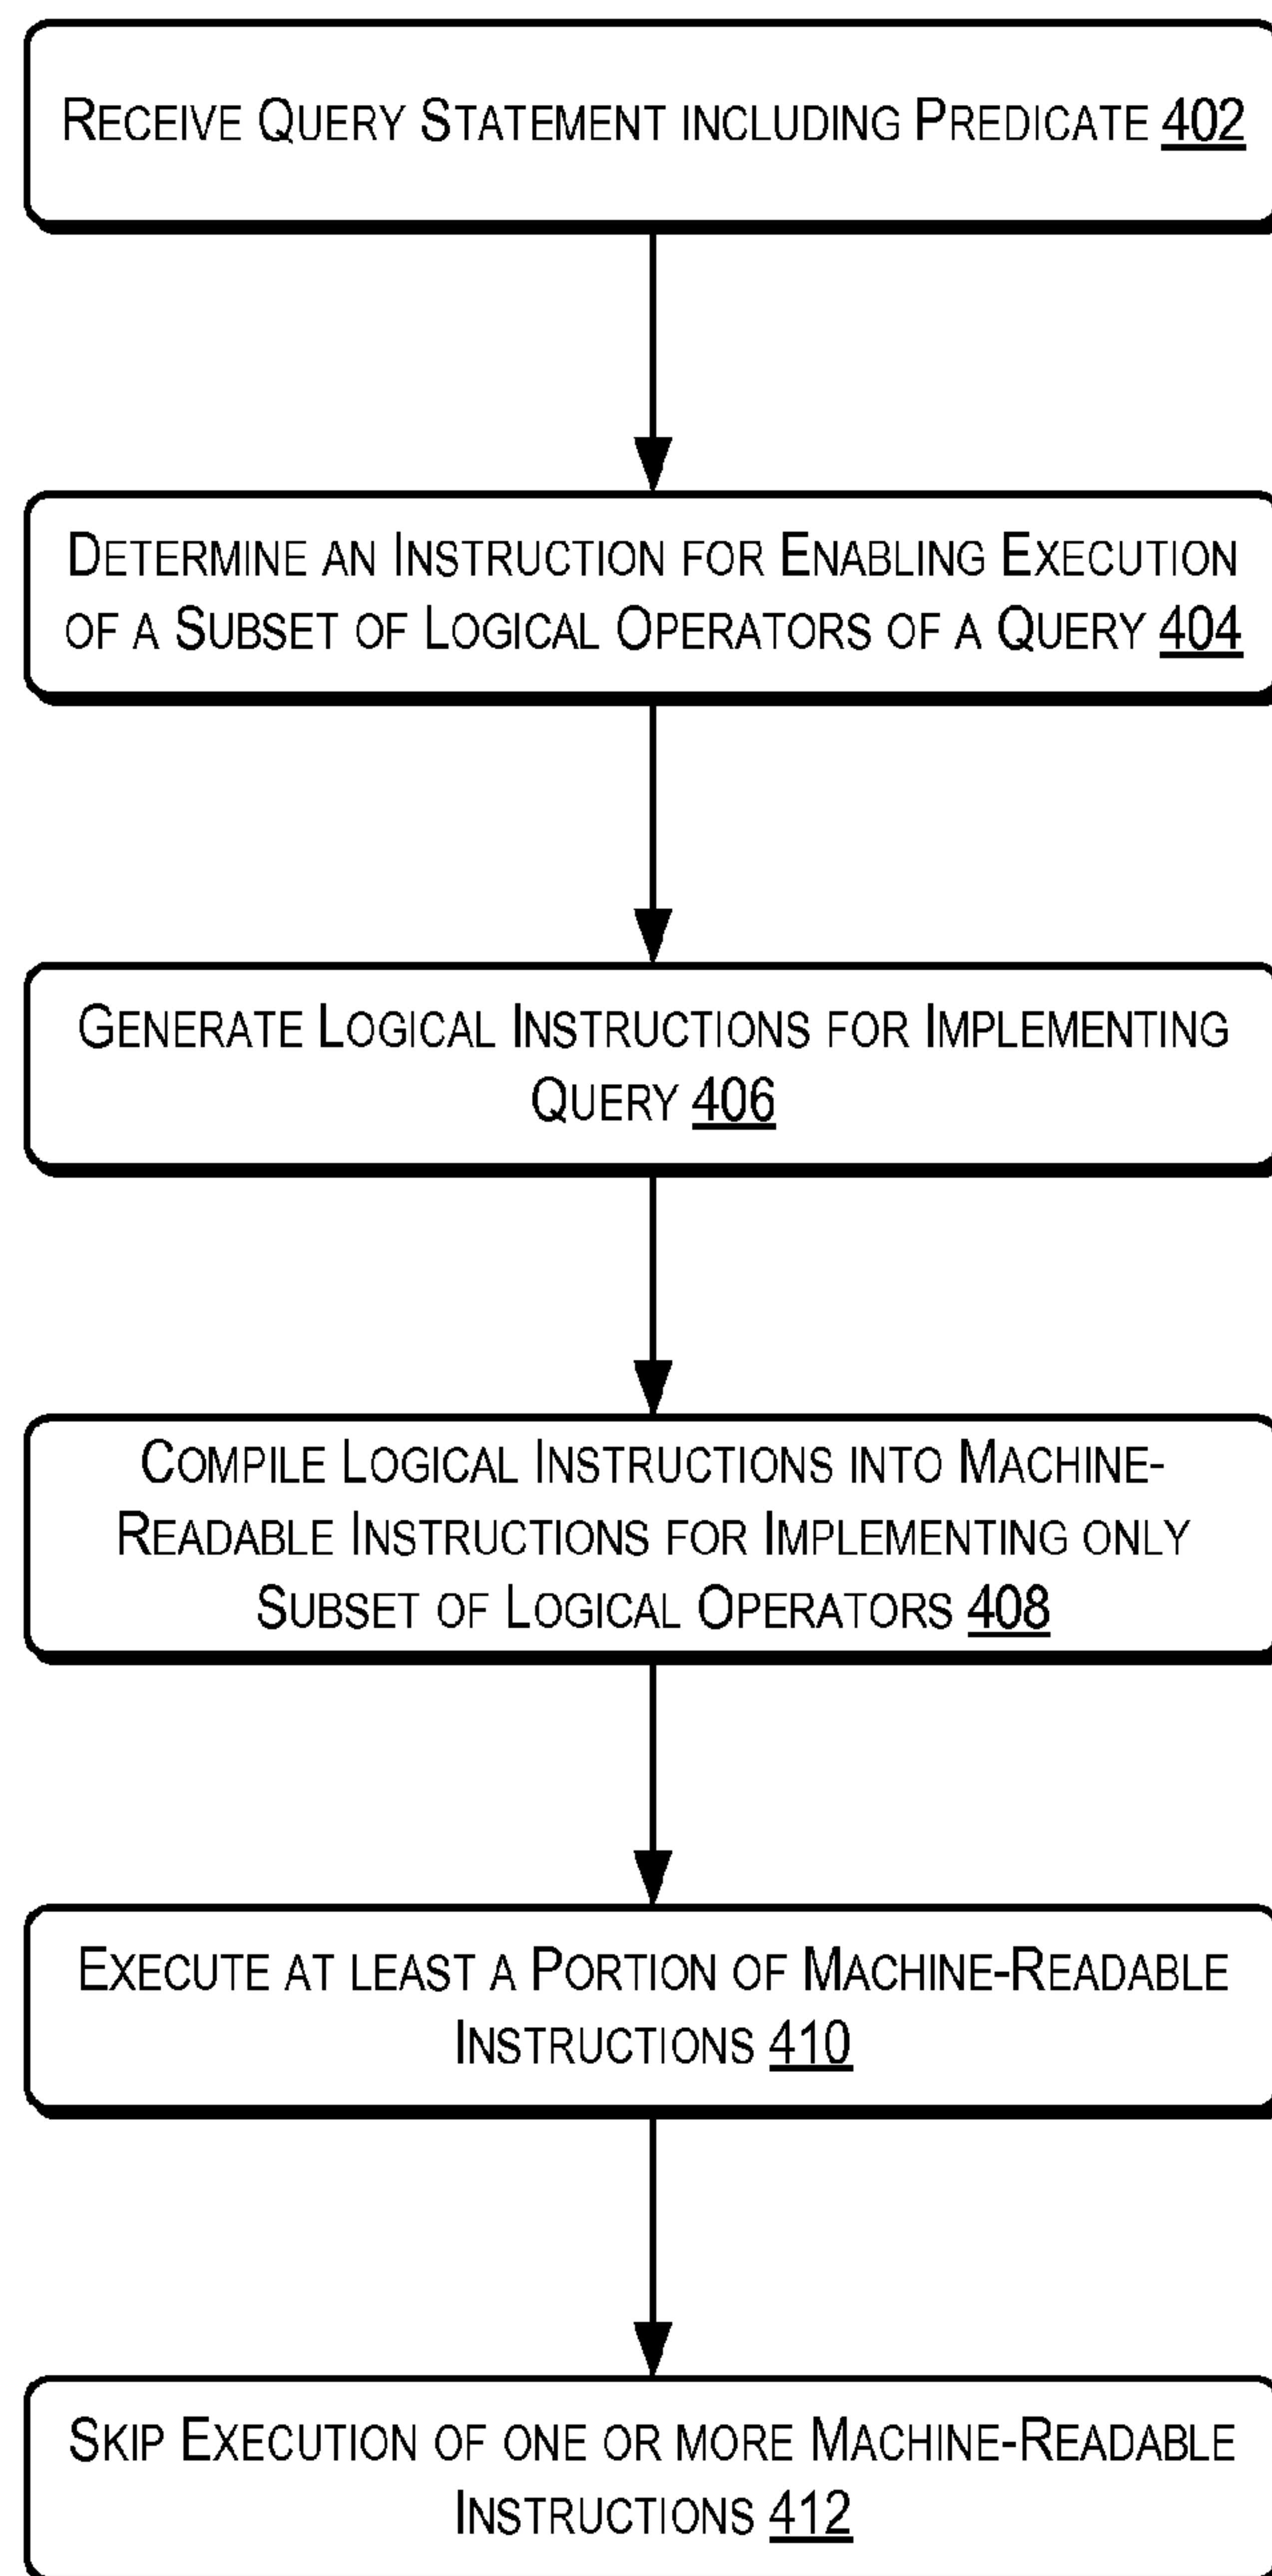 RECEIVE QUERY STATEMENT INCLUDING PREDICATE 402
DETERMINE AN INSTRUCTION FOR ENABLING EXECUTION
OF A SUBSET OF LOGICAL OPERATORS OF A QUERY 404
GENERATE LOGICAL INSTRUCTIONS FOR IMPLEMENTING
QUERY 406
COMPILE LOGICAL INSTRUCTIONS INTO MACHINE-
READABLE INSTRUCTIONS FOR IMPLEMENTING ONLY
SUBSET OF LOGICAL OPERATORS 408
EXECUTE AT LEAST A PORTION OF MACHINE-READABLE
INSTRUCTIONS 410
SKIP EXECUTION OF ONE OR MORE MACHINE-READABLE
INSTRUCTIONS 412